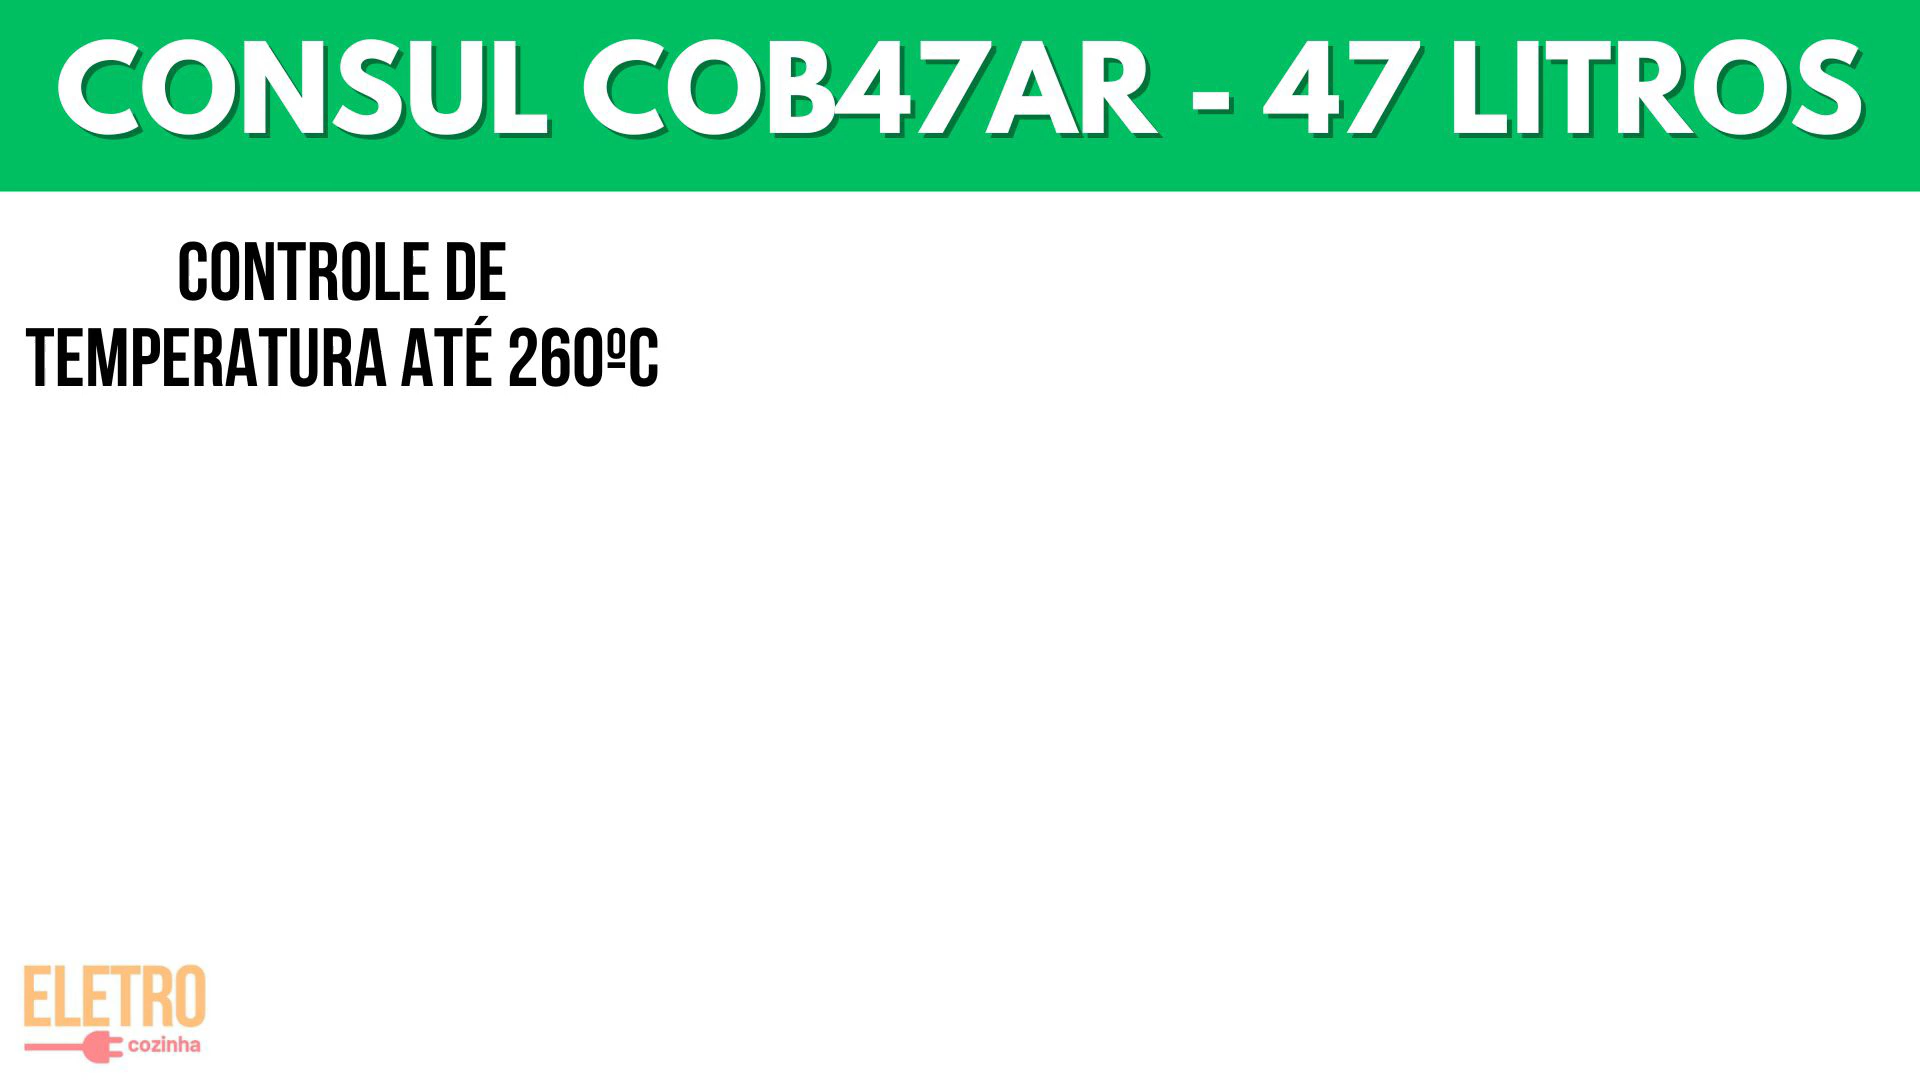 CONSUL COB47AR - 47 LITROS
CONTROLE DE
TEMPERATURA ATÉ 260ºC
ELETRO
cozinha